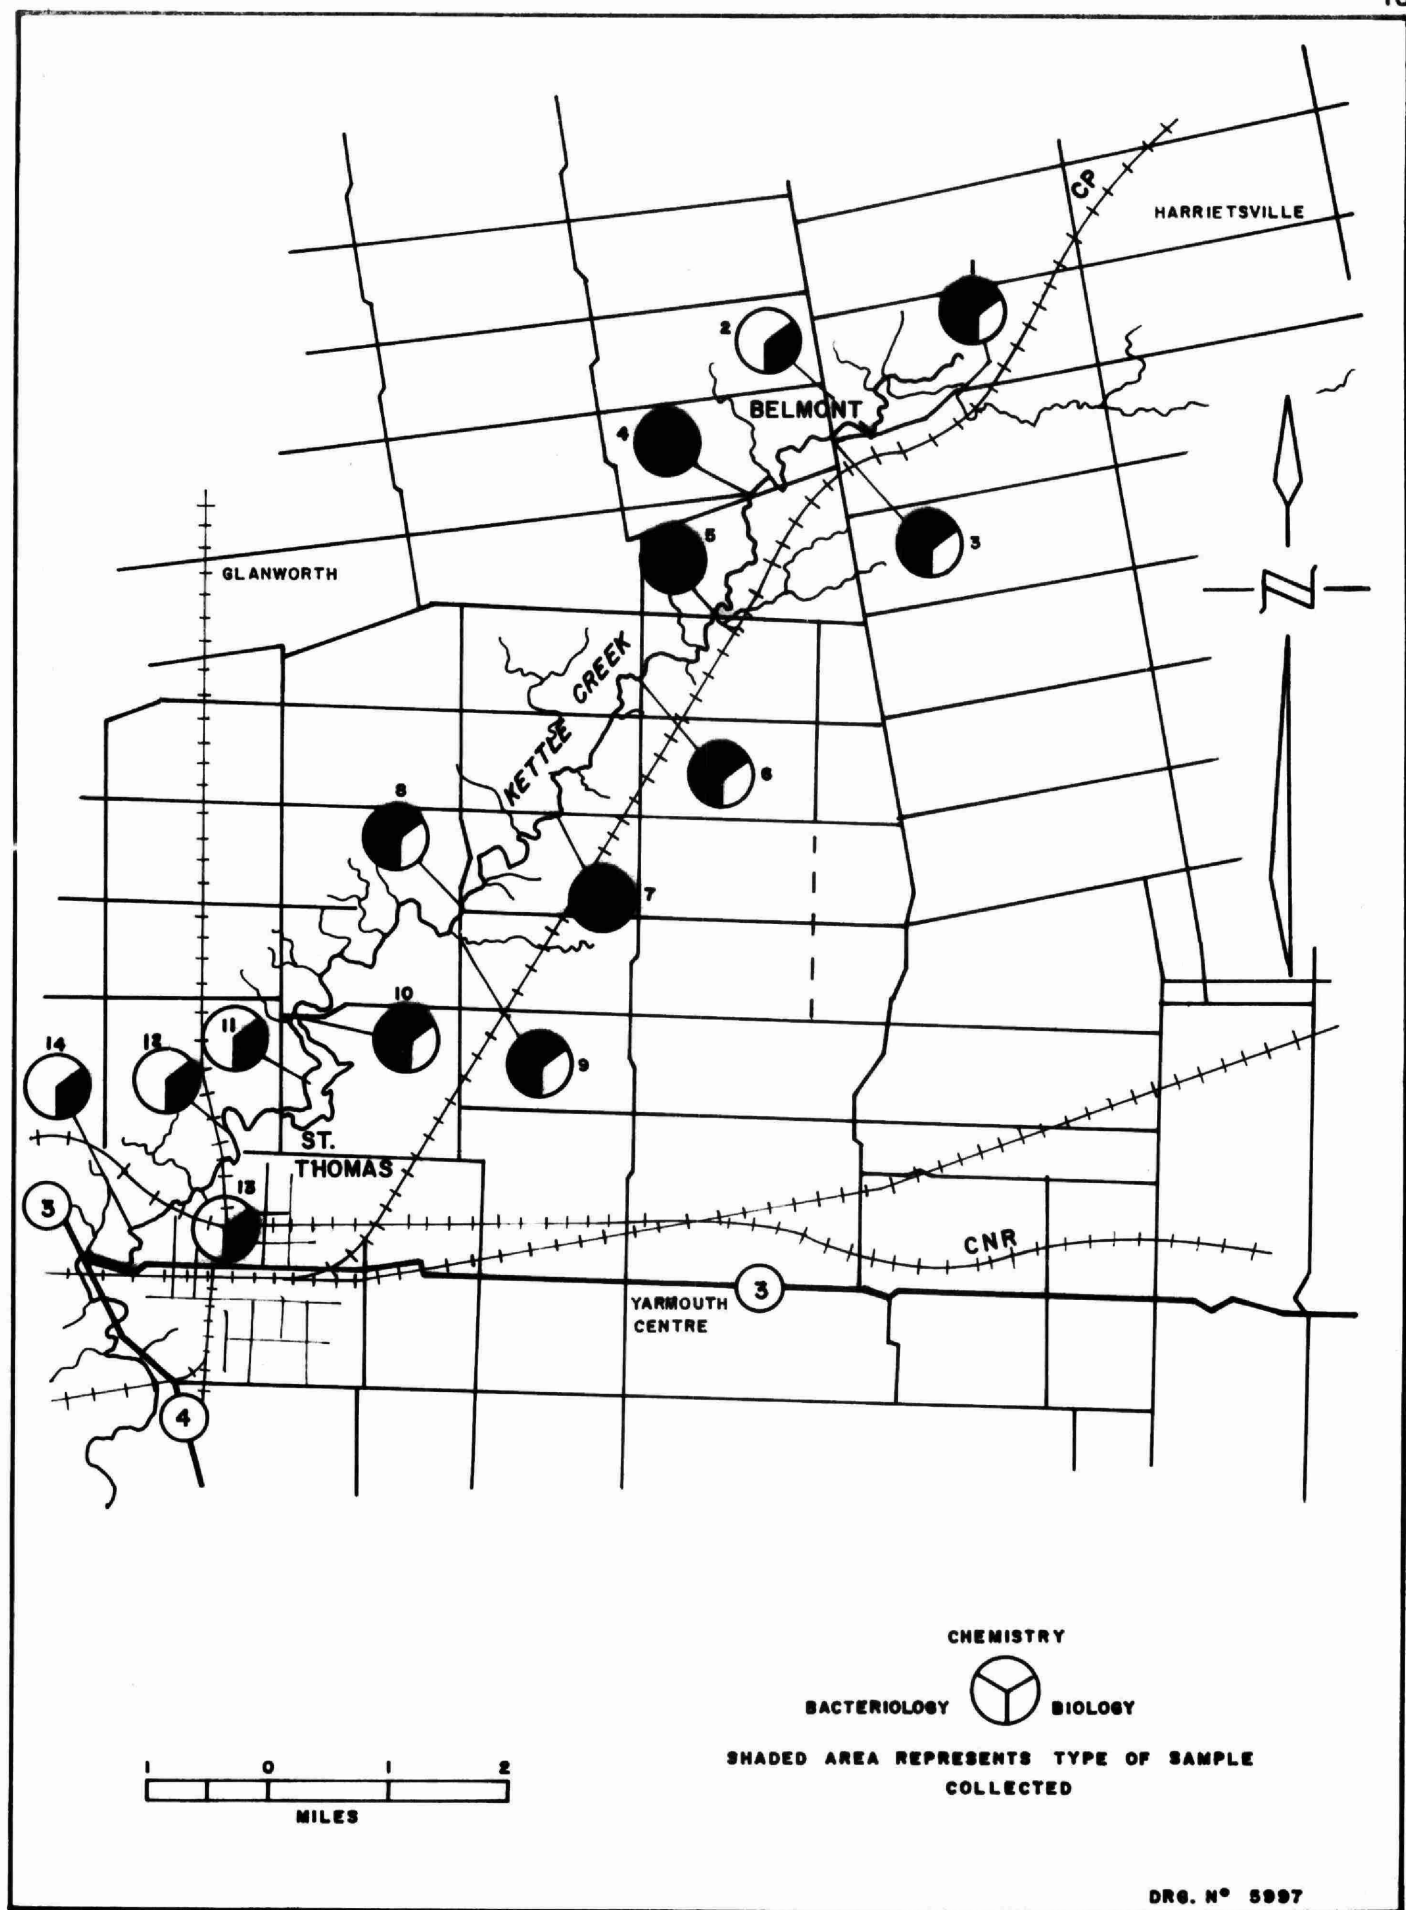 CP
HARRIETSVILLE
1
2
BELMONT
4
3
5
GLANWORTH
KETTLE CREEK
6
8
7
10
11
12
14
9
ST.
THOMAS
13
3
CNR
3
YARMOUTH
CENTRE
4
N
CHEMISTRY
BACTERIOLOGY
BIOLOGY
SHADED AREA REPRESENTS TYPE OF SAMPLE
COLLECTED
1 0 1 2
MILES
DRG. Nº 5997